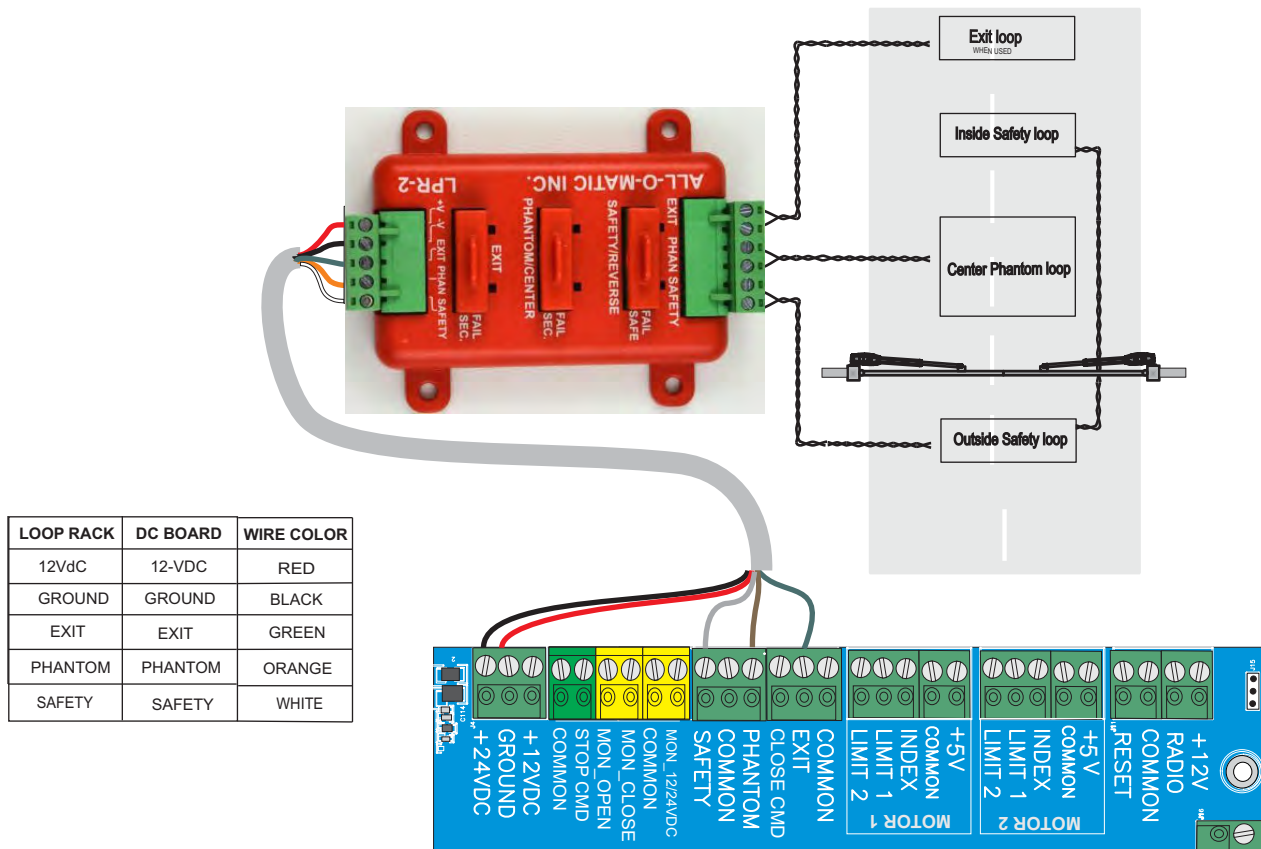 Exit loop
WHEN USED
Inside Safety loop
Center Phantom loop
Outside Safety loop
ALL-O-MATIC INC.
LPR-2
+V -V EXIT PHAN SAFETY
EXIT
FAIL SEC.
PHANTOM/CENTER
FAIL SEC.
SAFETY/REVERSE
FAIL SAFE
EXIT PHAN SAFETY
LOOP RACK DC BOARD WIRE COLOR
12VdC 12-VDC RED
GROUND GROUND BLACK
EXIT EXIT GREEN
PHANTOM PHANTOM ORANGE
SAFETY SAFETY WHITE
+24VDC
GROUND
+12VDC
COMMON
STOP CMD
MON_OPEN
MON_CLOSE
COMMON
MON_12/24VDC
SAFETY
COMMON
PHANTOM
CLOSE CMD
EXIT
COMMON
LIMIT 2
LIMIT 1
INDEX
COMMON
+5V
MOTOR 1
LIMIT 2
LIMIT 1
INDEX
COMMON
+5V
MOTOR 2
RESET
COMMON
RADIO
+12V